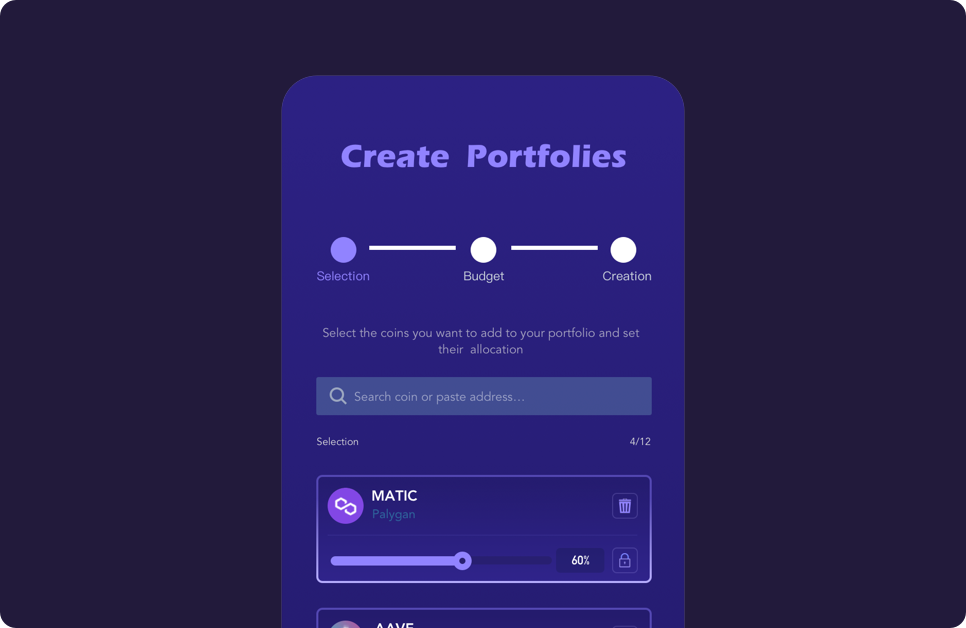 Create Portfolies
Selection
Budget
Creation
Select the coins you want to add to your portfolio and set
their allocation
Search coin or paste address...
Selection
4/12
MATIC
Palygan
60%
AAVE